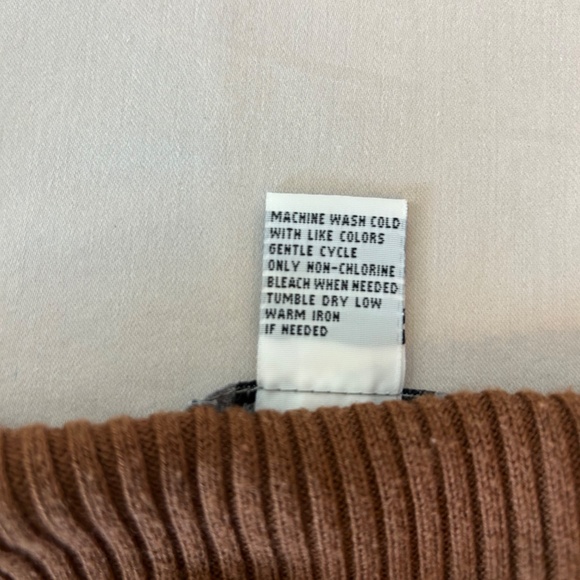 MACHINE WASH COLD
WITH LIKE COLORS
GENTLE CYCLE
ONLY NON-CHLORINE
BLEACH WHEN NEEDED
TUMBLE DRY LOW
WARM IRON
IF NEEDED